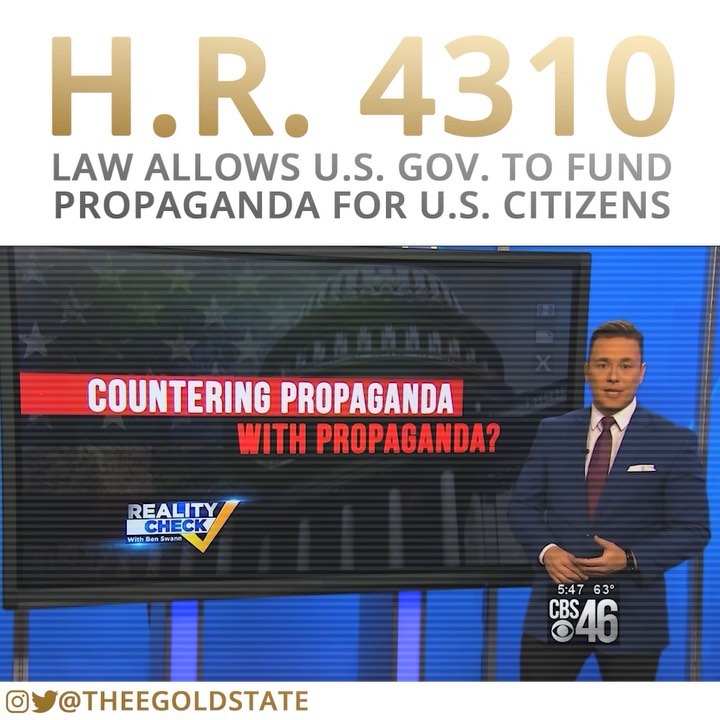 H.R. 4310
LAW ALLOWS U.S. GOV. TO FUND
PROPAGANDA FOR U.S. CITIZENS
COUNTERING PROPAGANDA
WITH PROPAGANDA?
REALITY
CHECK
With Ben Swann
5:47 63°
CBS
46
@THEEGOLDSTATE